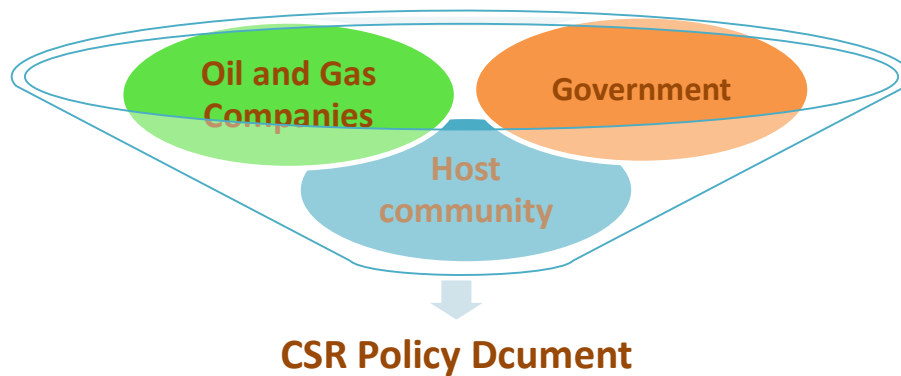 Oil and Gas
Companies
Government
Host
community
CSR Policy Dcument